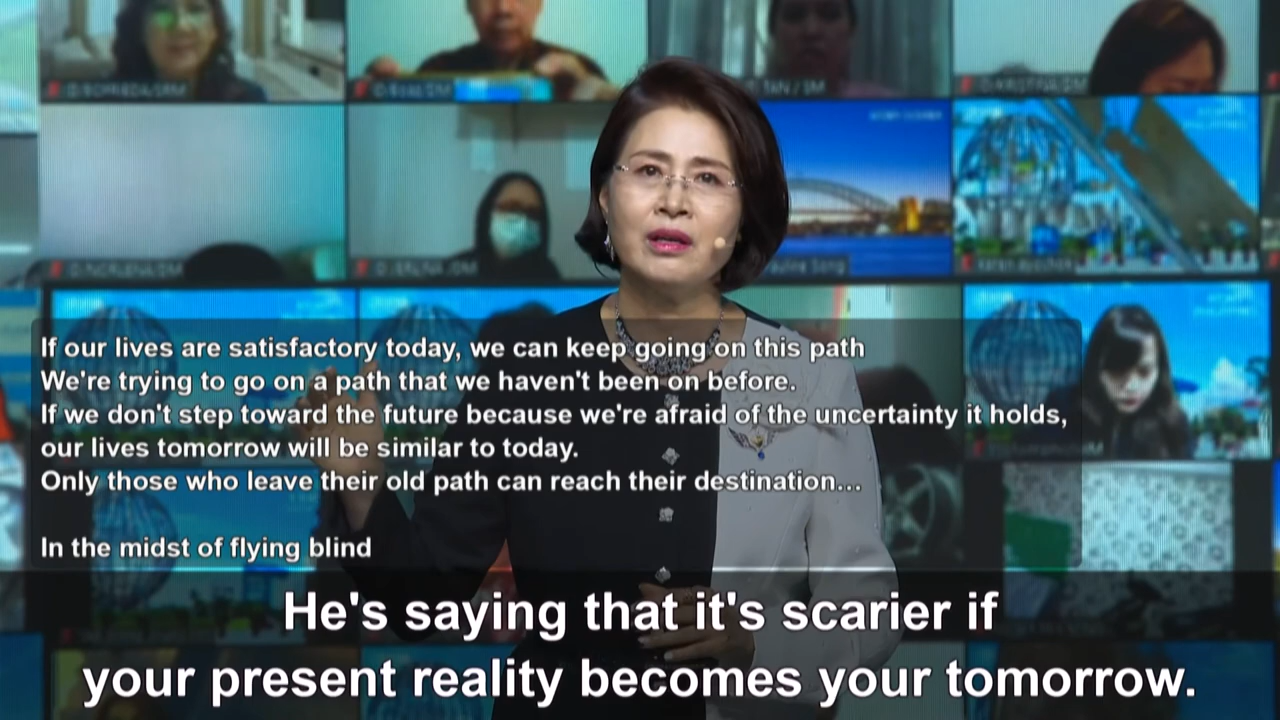 If our lives are satisfactory today, we can keep going on this path
We're trying to go on a path that we haven't been on before.
If we don't step toward the future because we're afraid of the uncertainty it holds,
our lives tomorrow will be similar to today.
Only those who leave their old path can reach their destination...
In the midst of flying blind
He's saying that it's scarier if
your present reality becomes your tomorrow.